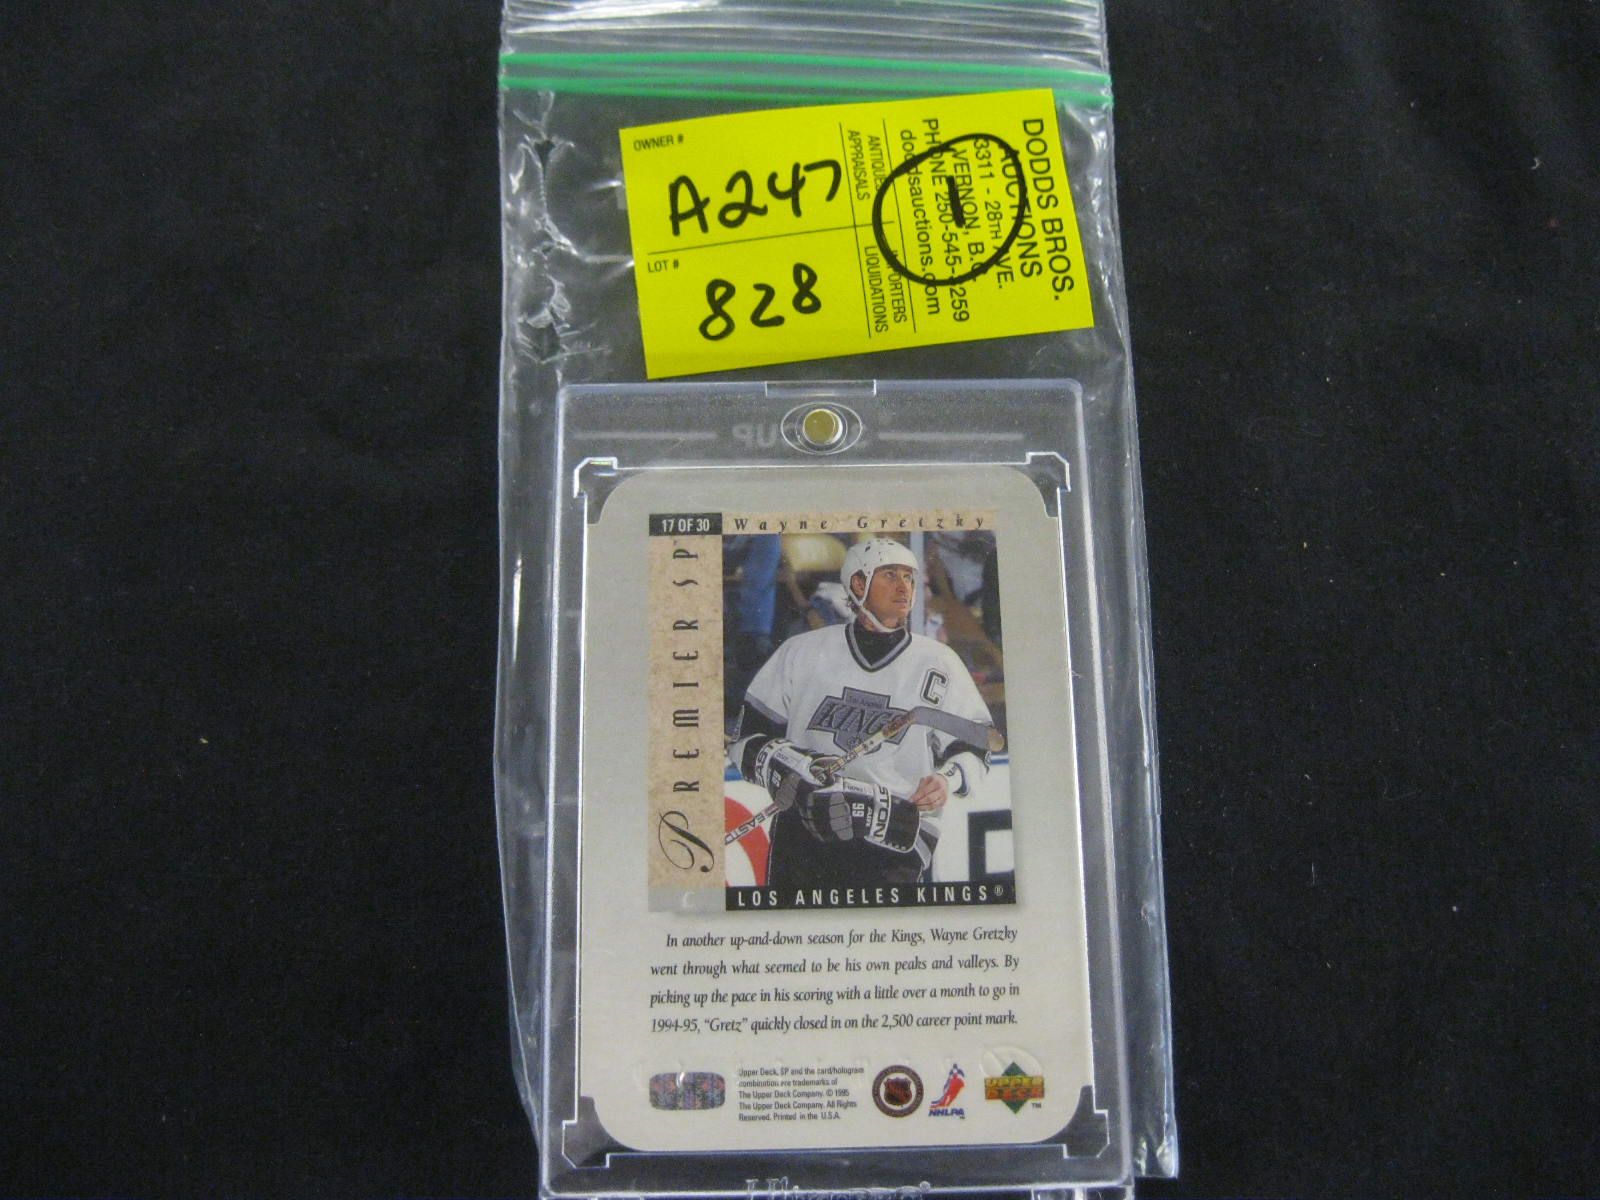 OWNER #
A247
LOT #
828
DODDS BROS.
AUCTIONS
3311 - 28TH AVE.
VERNON, B.C.
PHONE 250-545-3259
doddsauctions.com
ANTIQUES
APPRAISALS
LIQUIDATIONS
17 OF 30
Wayne Gretzky
PREMIER SP
C
KINGS
EASTON
99
LOS ANGELES KINGS®
In another up-and-down season for the Kings, Wayne Gretzky
went through what seemed to be his own peaks and valleys. By
picking up the pace in his scoring with a little over a month to go in
1994-95, "Gretz" quickly closed in on the 2,500 career point mark.
Upper Deck, SP and the card/hologram
combination are trademarks of
The Upper Deck Company. © 1995
The Upper Deck Company. All Rights
Reserved. Printed in the U.S.A.
NHLPA
UPPER
DECK
TM